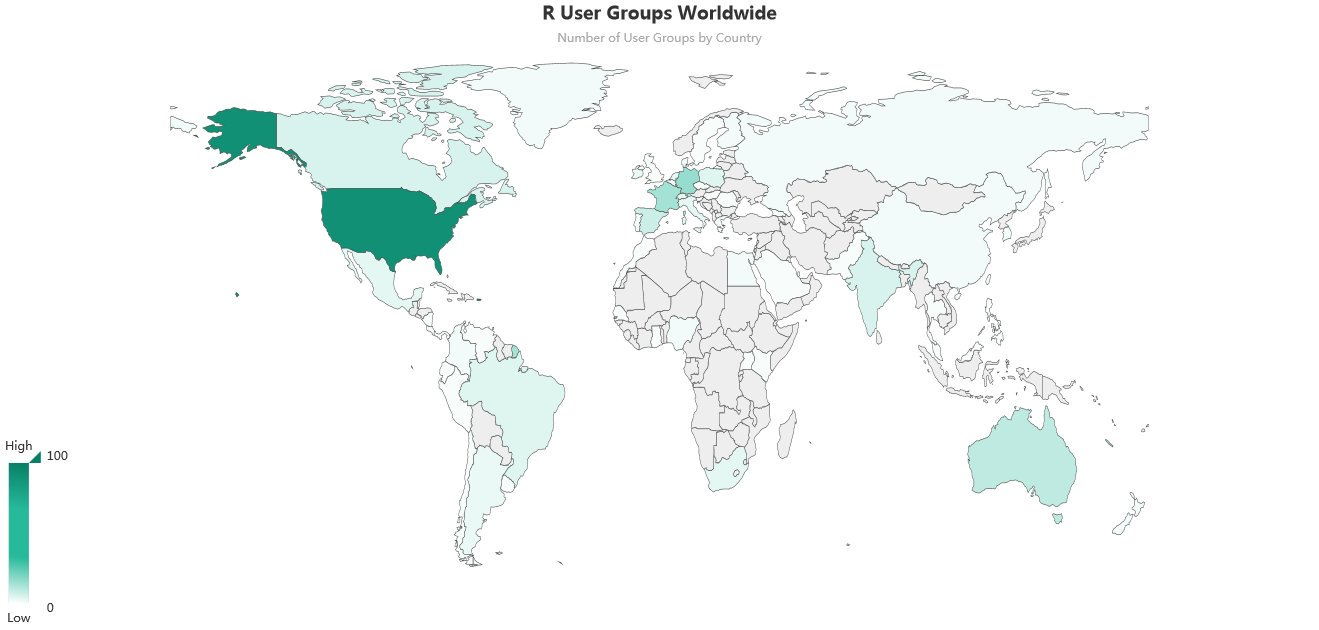 R User Groups Worldwide
Number of User Groups by Country
High
100
0
Low